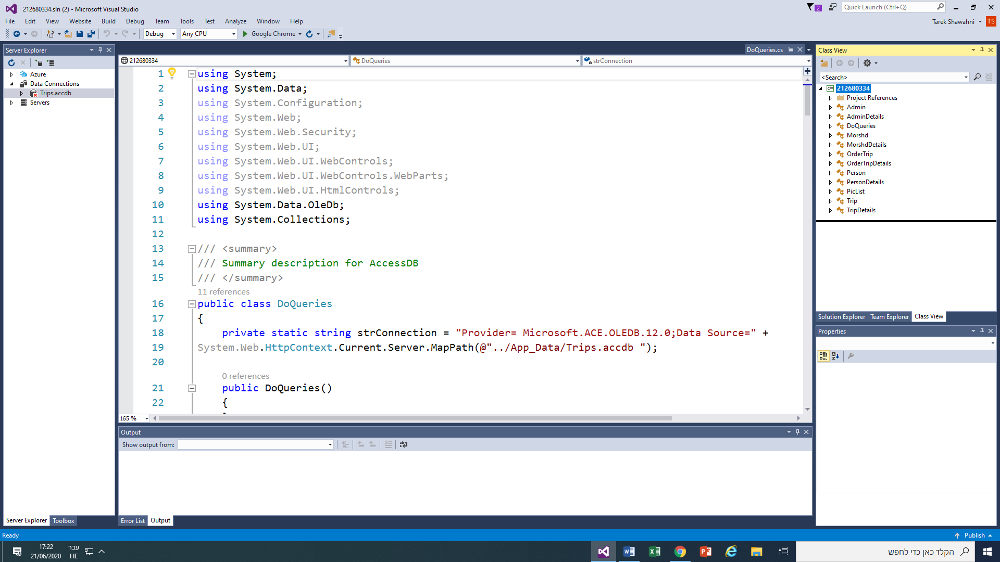 212680334.sln (2) - Microsoft Visual Studio
2
Quick Launch (Ctrl+Q)
File Edit View Website Build Debug Team Tools Test Analyze Window Help
Tarek Shawahni TS
Debug Any CPU Google Chrome
Server Explorer
Azure
Data Connections
Trips.accdb
Servers
DoQueries.cs
212680334 DoQueries strConnection
1 using System;
2 using System.Data;
3 using System.Configuration;
4 using System.Web;
5 using System.Web.Security;
6 using System.Web.UI;
7 using System.Web.UI.WebControls;
8 using System.Web.UI.WebControls.WebParts;
9 using System.Web.UI.HtmlControls;
10 using System.Data.OleDb;
11 using System.Collections;
12
13 /// <summary>
14 /// Summary description for AccessDB
15 /// </summary>
11 references
16 public class DoQueries
17 {
18 private static string strConnection = "Provider= Microsoft.ACE.OLEDB.12.0;Data Source=" +
19 System.Web.HttpContext.Current.Server.MapPath(@"../App_Data/Trips.accdb ");
20
0 references
21 public DoQueries()
22 {
165 %
Output
Show output from:
Server Explorer Toolbox
Error List Output
Class View
<Search>
C# 212680334
Project References
Admin
AdminDetails
DoQueries
Morshd
MorshdDetails
OrderTrip
OrderTripDetails
Person
PersonDetails
PicList
Trip
TripDetails
Solution Explorer Team Explorer Class View
Properties
Ready
Publish
17:22
21/06/2020
עבר
HE
הקלד כאן כדי לחפש